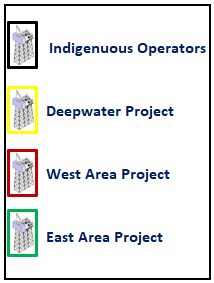 Indigenuous Operators
Deepwater Project
West Area Project
East Area Project